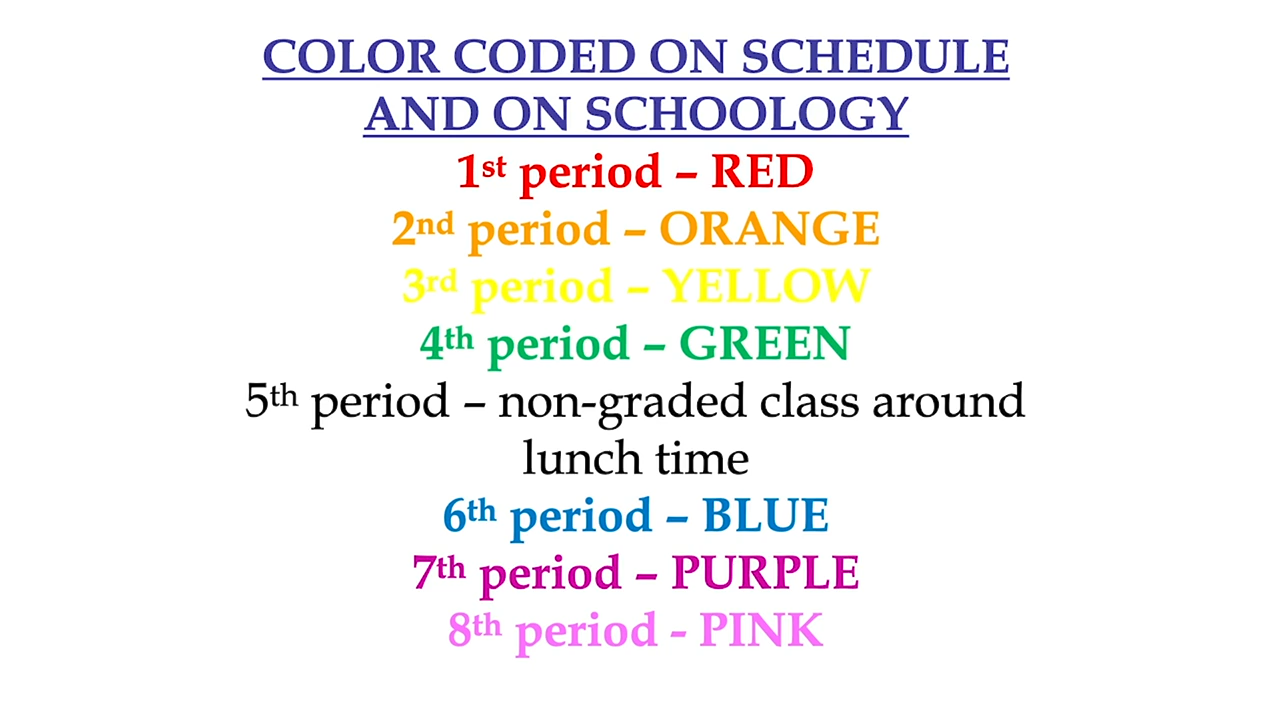 COLOR CODED ON SCHEDULE
AND ON SCHOOLOGY
1st period – RED
2nd period – ORANGE
3rd period – YELLOW
4th period – GREEN
5th period – non-graded class around
lunch time
6th period – BLUE
7th period – PURPLE
8th period - PINK